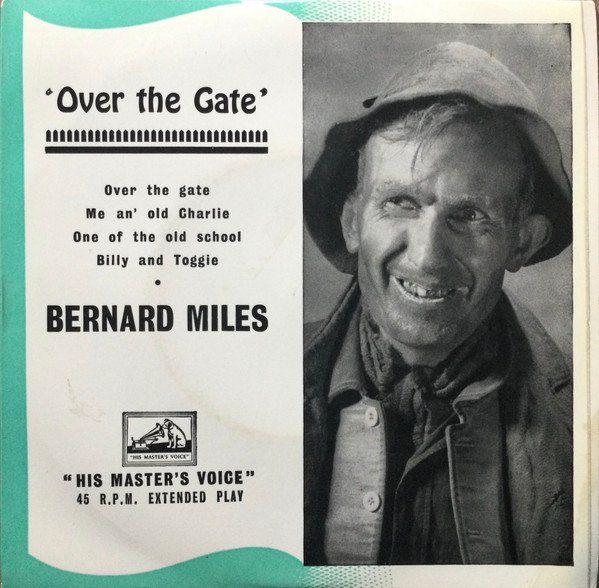 'Over the Gate'
Over the gate
Me an' old Charlie
One of the old school
Billy and Toggie
BERNARD MILES
"HIS MASTER'S VOICE"
"HIS MASTER'S VOICE"
45 R.P.M. EXTENDED PLAY